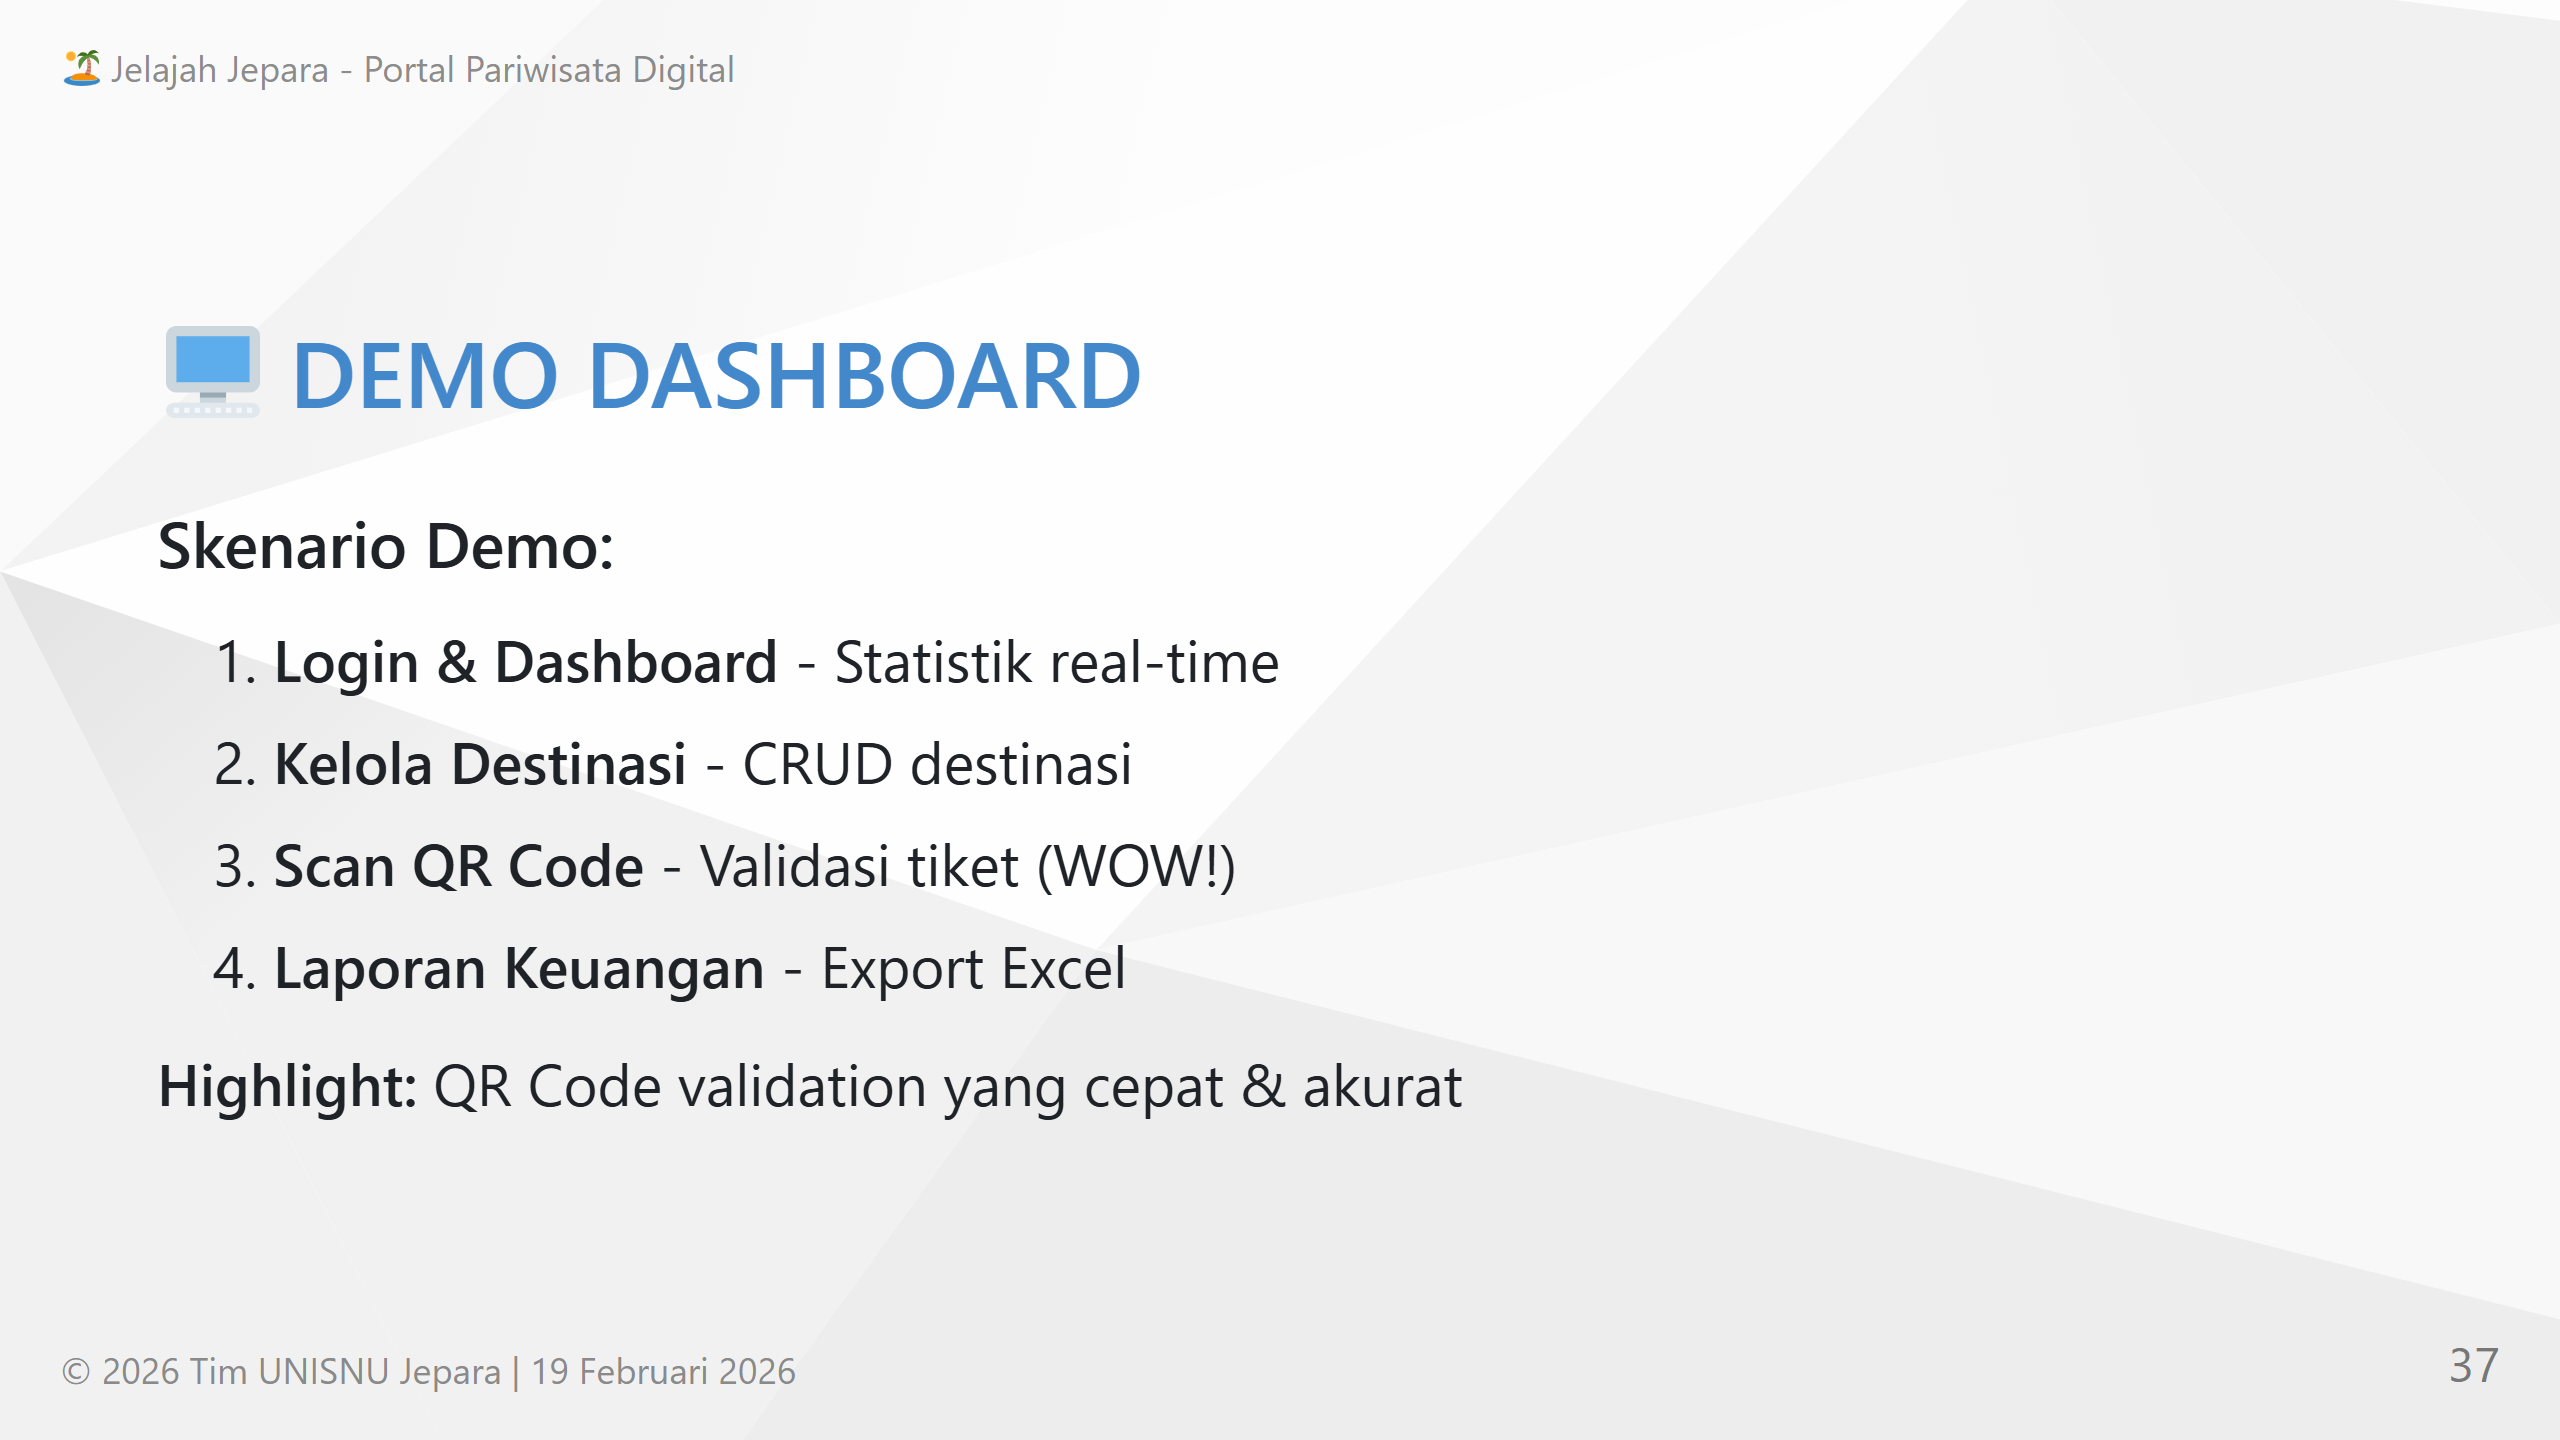 Jelajah Jepara - Portal Pariwisata Digital
DEMO DASHBOARD
Skenario Demo:
1. Login & Dashboard - Statistik real-time
2. Kelola Destinasi - CRUD destinasi
3. Scan QR Code - Validasi tiket (WOW!)
4. Laporan Keuangan - Export Excel
Highlight: QR Code validation yang cepat & akurat
© 2026 Tim UNISNU Jepara | 19 Februari 2026
37